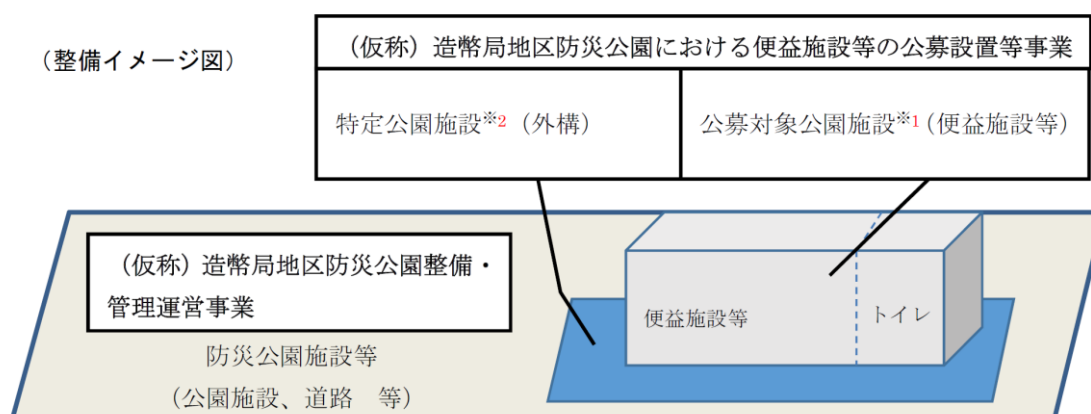 （整備イメージ図）
（仮称）造幣局地区防災公園における便益施設等の公募設置等事業
特定公園施設※2（外構）
公募対象公園施設※1（便益施設等）
（仮称）造幣局地区防災公園整備・
管理運営事業
防災公園施設等
（公園施設、道路　等）
便益施設等
トイレ